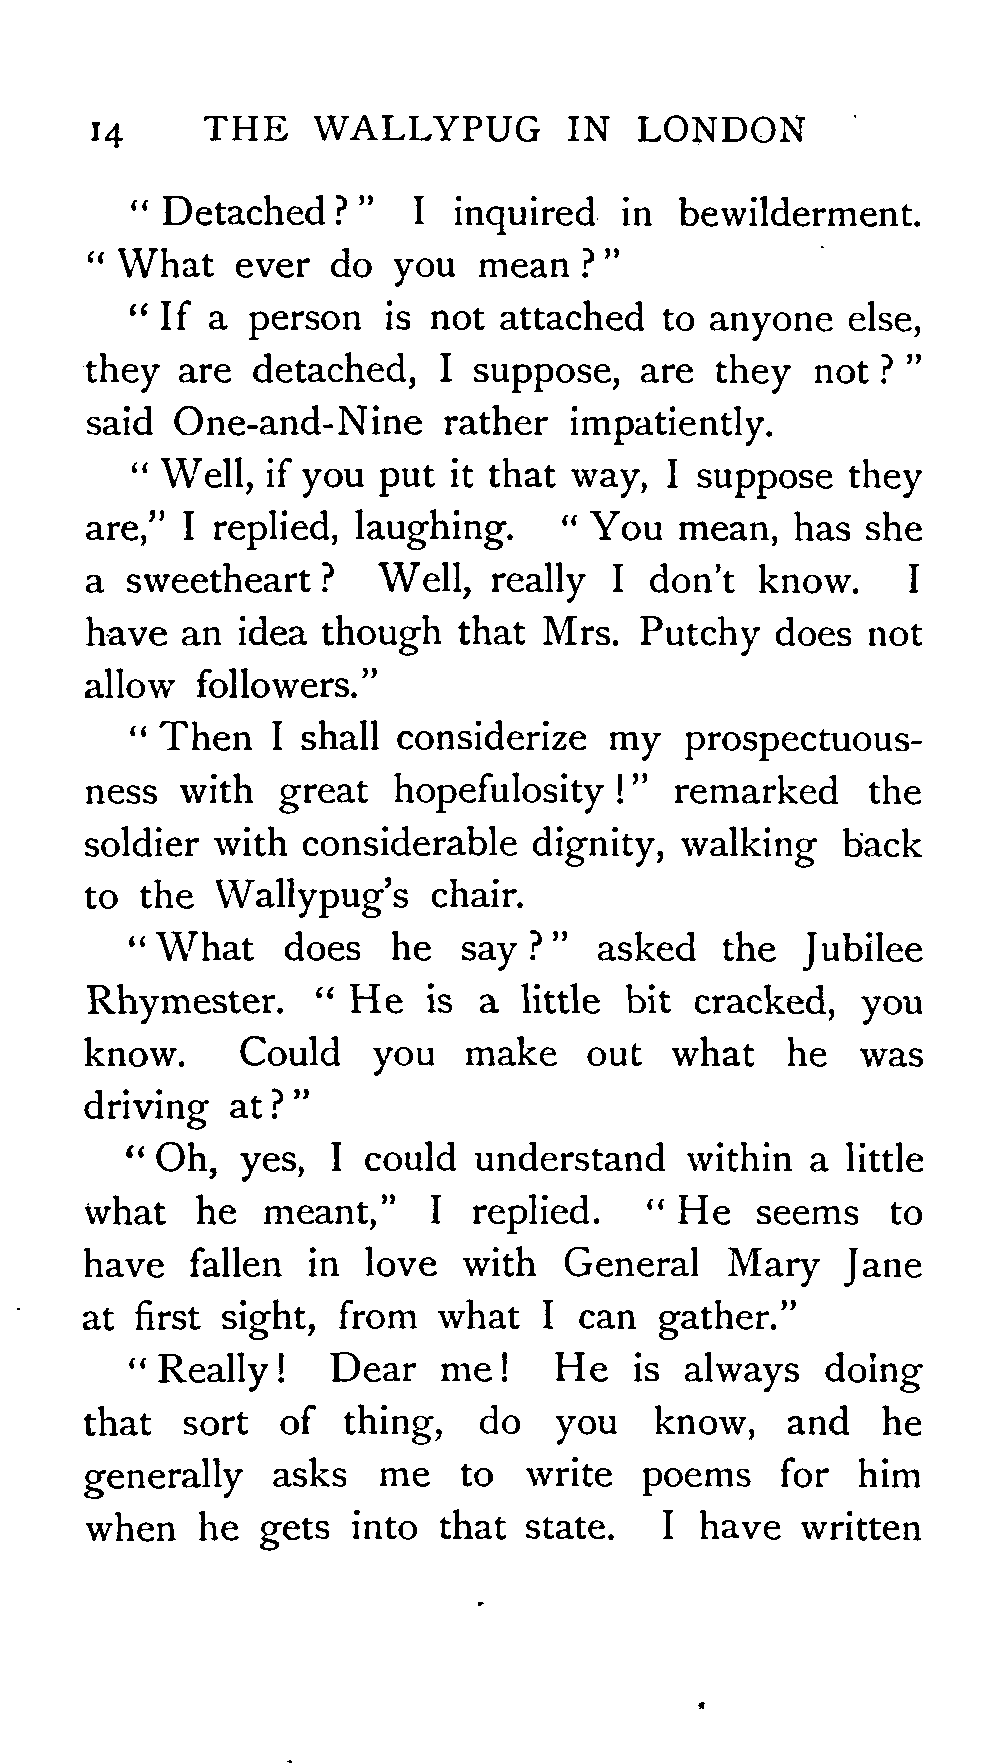 14 THE WALLYPUG IN LONDON
" Detached ? " I inquired in bewilderment.
" What ever do you mean ? "
" If a person is not attached to anyone else,
they are detached, I suppose, are they not ? "
said One-and-Nine rather impatiently.
" Well, if you put it that way, I suppose they
are," I replied, laughing. " You mean, has she
a sweetheart ? Well, really I don't know. I
have an idea though that Mrs. Putchy does not
allow followers."
" Then I shall considerize my prospectuous-
ness with great hopefulosity ! " remarked the
soldier with considerable dignity, walking back
to the Wallypug's chair.
" What does he say ? " asked the Jubilee
Rhymester. " He is a little bit cracked, you
know. Could you make out what he was
driving at ? "
" Oh, yes, I could understand within a little
what he meant," I replied. " He seems to
have fallen in love with General Mary Jane
at first sight, from what I can gather."
" Really ! Dear me ! He is always doing
that sort of thing, do you know, and he
generally asks me to write poems for him
when he gets into that state. I have written